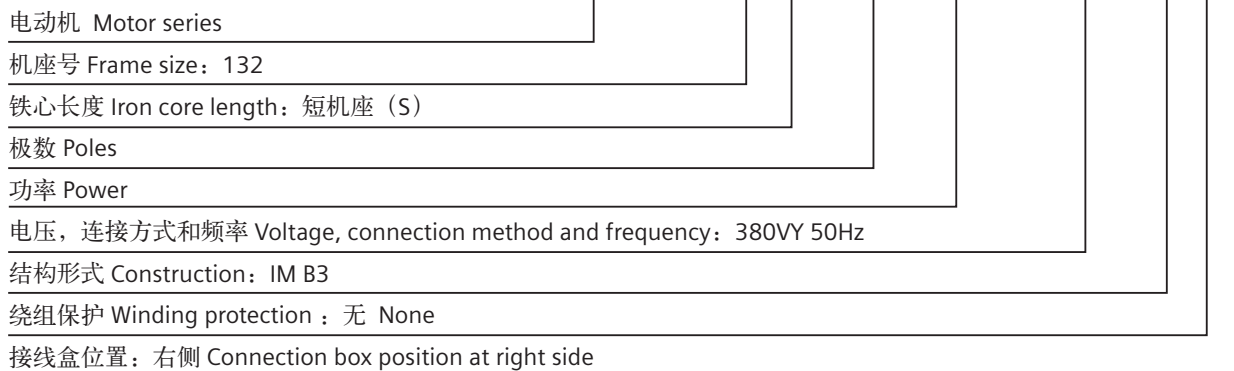 电动机 Motor series
机座号 Frame size：132
铁心长度 Iron core length：短机座（S）
极数 Poles
功率 Power
电压，连接方式和频率 Voltage, connection method and frequency：380VY 50Hz
结构形式 Construction：IM B3
绕组保护 Winding protection ：无 None
接线盒位置：右侧 Connection box position at right side